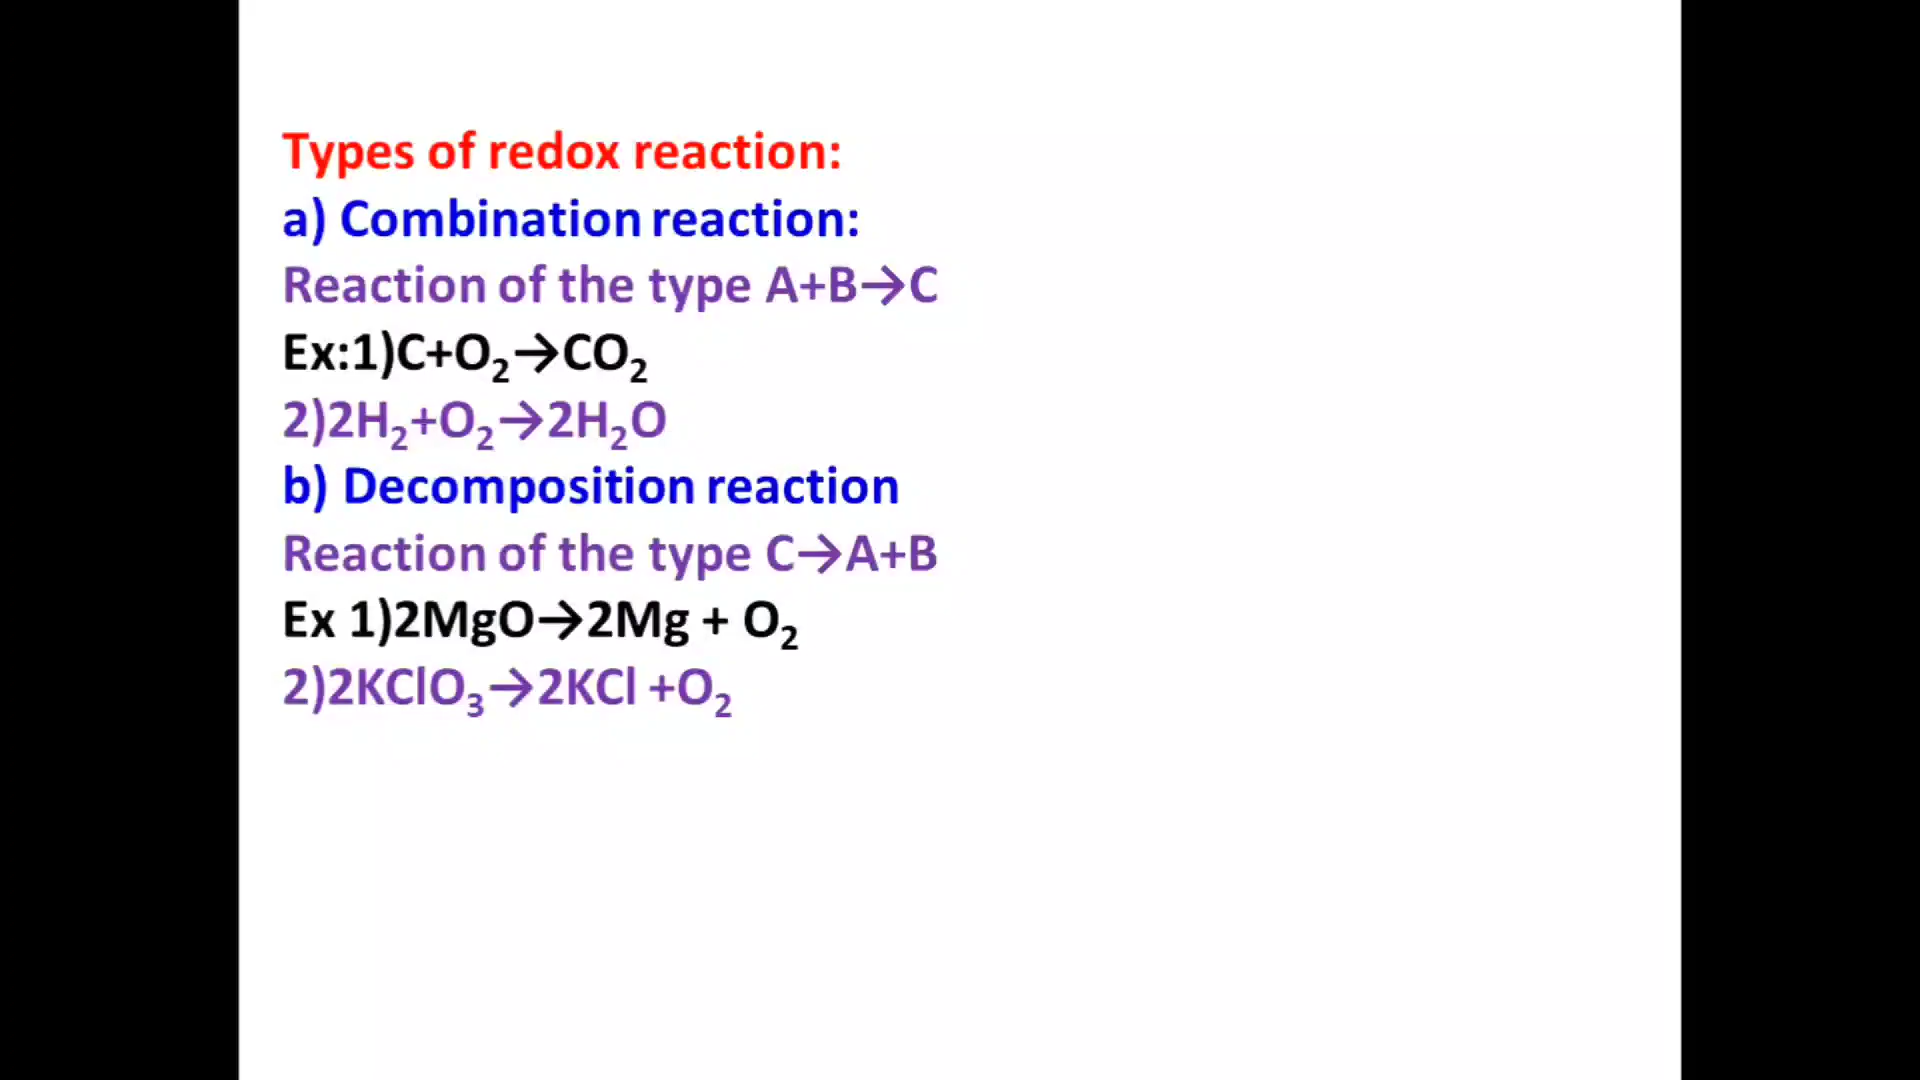 Types of redox reaction:
a) Combination reaction:
Reaction of the type A+B→C
Ex:1)C+O₂→CO₂
2)2H₂+O₂→2H₂O
b) Decomposition reaction
Reaction of the type C→A+B
Ex 1)2MgO→2Mg + O₂
2)2KClO₃→2KCl +O₂